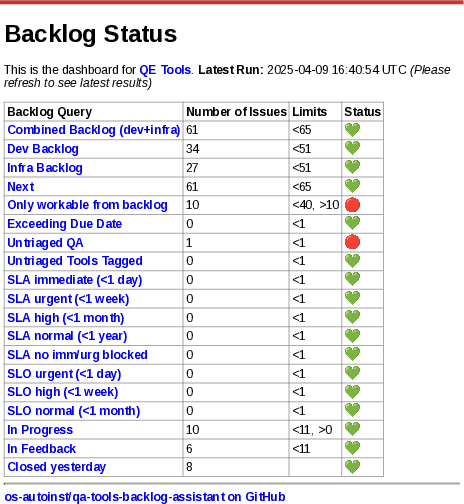 Backlog Status
This is the dashboard for QE Tools. Latest Run: 2025-04-09 16:40:54 UTC (Please
refresh to see latest results)
Backlog Query Number of Issues Limits Status
Combined Backlog (dev+infra) 61 <65 💚
Dev Backlog 34 <51 💚
Infra Backlog 27 <51 💚
Next 61 <65 💚
Only workable from backlog 10 <40, >10 🔴
Exceeding Due Date 0 <1 💚
Untriaged QA 1 <1 🔴
Untriaged Tools Tagged 0 <1 💚
SLA immediate (<1 day) 0 <1 💚
SLA urgent (<1 week) 0 <1 💚
SLA high (<1 month) 0 <1 💚
SLA normal (<1 year) 0 <1 💚
SLA no imm/urg blocked 0 <1 💚
SLO urgent (<1 day) 0 <1 💚
SLO high (<1 week) 0 <1 💚
SLO normal (<1 month) 0 <1 💚
In Progress 10 <11, >0 💚
In Feedback 6 <11 💚
Closed yesterday 8 💚
os-autoinst/qa-tools-backlog-assistant on GitHub